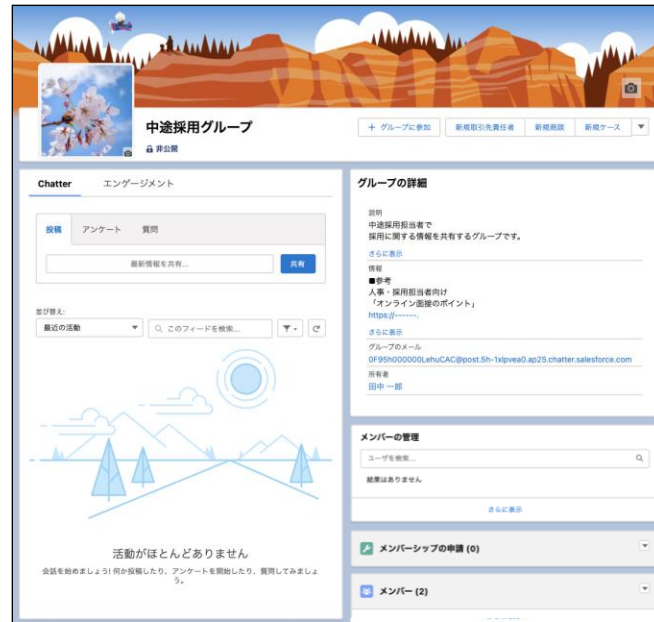 中途採用グループ
非公開
+ グループに参加
新規取引先責任者
新規商談
新規ケース
Chatter
エンゲージメント
投稿
アンケート
質問
最新情報を共有...
共有
並び替え:
最近の活動
このフィードを検索...
活動がほとんどありません
会話を始めましょう! 何か投稿したり、アンケートを開始したり、質問してみましょ
う。
グループの詳細
説明
中途採用担当者で
採用に関する情報を共有するグループです。
さらに表示
情報
■参考
人事・採用担当者向け
「オンライン面接のポイント」
https://------.
さらに表示
グループのメール
0F95h000000LehuCAC@post.5h-1xlpvea0.ap25.chatter.salesforce.com
所有者
田中 一郎
メンバーの管理
ユーザを検索...
結果はありません
さらに表示
メンバーシップの申請 (0)
メンバー (2)